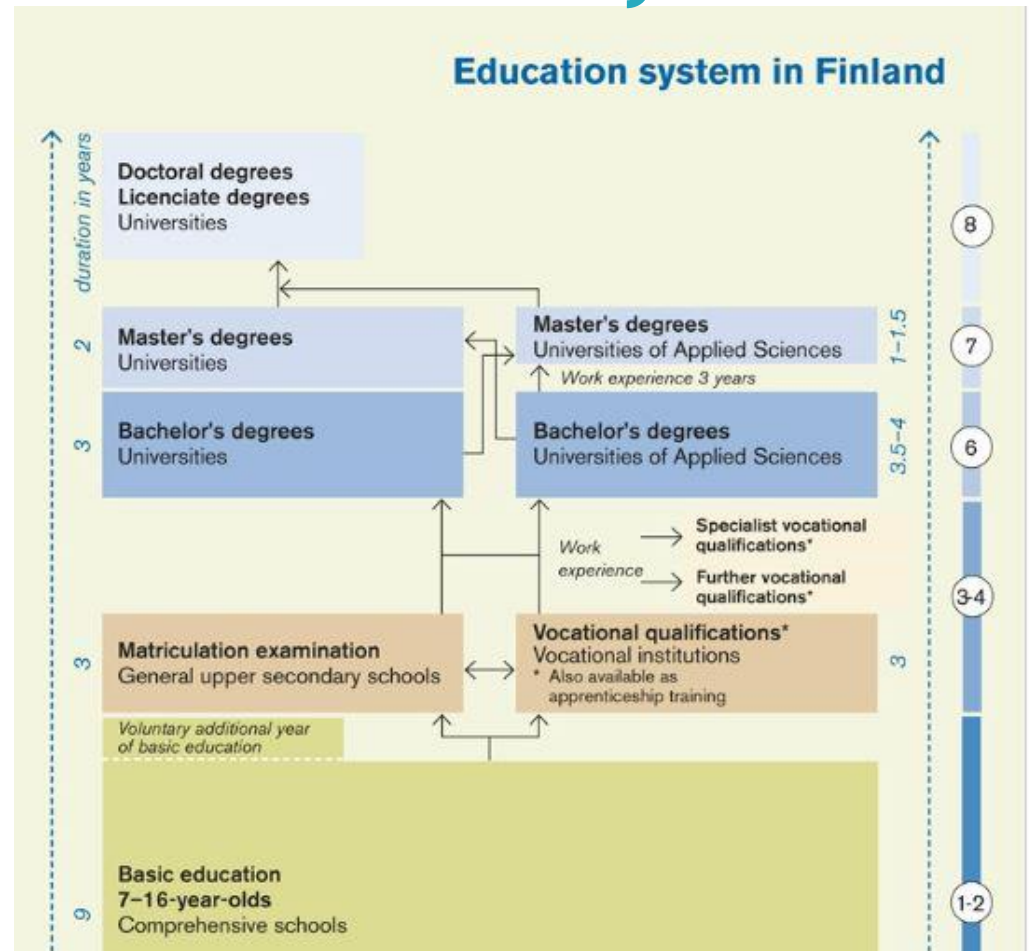 Education system in Finland
duration in years
Doctoral degrees
Licenciate degrees
Universities
8
2
Master's degrees
Universities
Master's degrees
Universities of Applied Sciences
1–1.5
7
Work experience 3 years
3
Bachelor's degrees
Universities
Bachelor's degrees
Universities of Applied Sciences
3.5–4
6
Work
experience
Specialist vocational
qualifications*
Further vocational
qualifications*
3-4
3
Matriculation examination
General upper secondary schools
Vocational qualifications*
Vocational institutions
* Also available as
apprenticeship training
3
Voluntary additional year
of basic education
9
Basic education
7–16-year-olds
Comprehensive schools
1-2